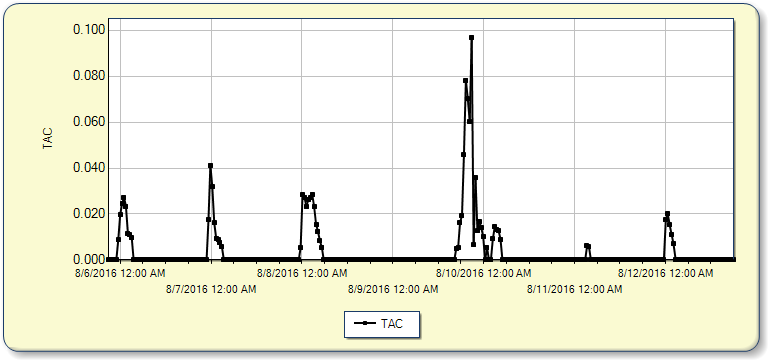 0.100
0.080
0.060
0.040
0.020
0.000
TAC
8/6/2016 12:00 AM
8/7/2016 12:00 AM
8/8/2016 12:00 AM
8/9/2016 12:00 AM
8/10/2016 12:00 AM
8/11/2016 12:00 AM
8/12/2016 12:00 AM
TAC